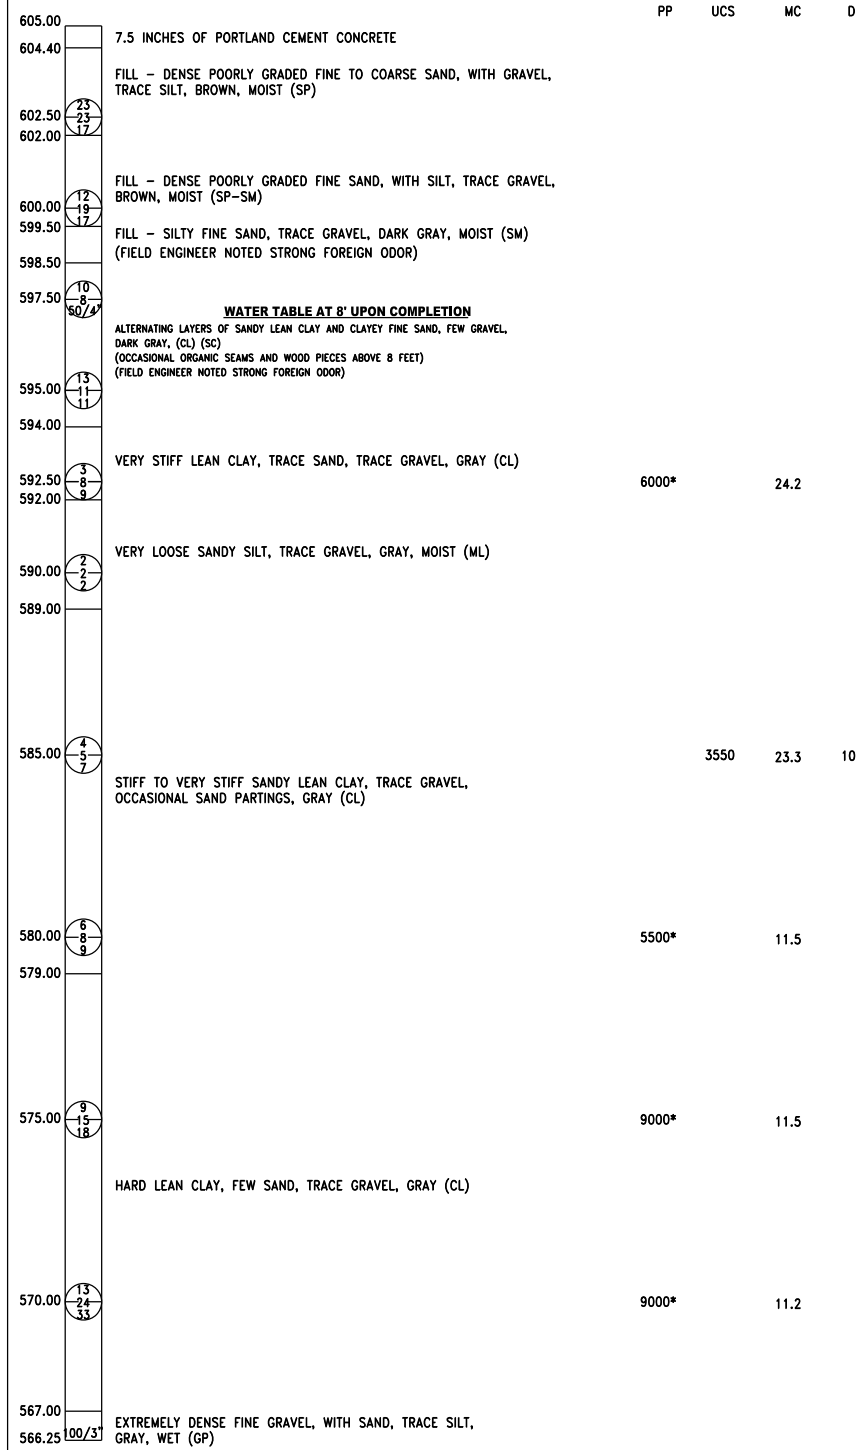 PP UCS MC D
605.00
7.5 INCHES OF PORTLAND CEMENT CONCRETE
604.40
FILL – DENSE POORLY GRADED FINE TO COARSE SAND, WITH GRAVEL,
TRACE SILT, BROWN, MOIST (SP)
23
602.50 23
17
602.00
FILL – DENSE POORLY GRADED FINE SAND, WITH SILT, TRACE GRAVEL,
BROWN, MOIST (SP–SM)
12
600.00 19
17
599.50
FILL – SILTY FINE SAND, TRACE GRAVEL, DARK GRAY, MOIST (SM)
(FIELD ENGINEER NOTED STRONG FOREIGN ODOR)
598.50
10
597.50 8
50/4"
WATER TABLE AT 8' UPON COMPLETION
ALTERNATING LAYERS OF SANDY LEAN CLAY AND CLAYEY FINE SAND, FEW GRAVEL,
DARK GRAY, (CL) (SC)
(OCCASIONAL ORGANIC SEAMS AND WOOD PIECES ABOVE 8 FEET)
(FIELD ENGINEER NOTED STRONG FOREIGN ODOR)
13
595.00 11
11
594.00
VERY STIFF LEAN CLAY, TRACE SAND, TRACE GRAVEL, GRAY (CL)
3
592.50 8 6000* 24.2
9
592.00
VERY LOOSE SANDY SILT, TRACE GRAVEL, GRAY, MOIST (ML)
2
590.00 2
2
589.00
4
585.00 5 3550 23.3 10
7
STIFF TO VERY STIFF SANDY LEAN CLAY, TRACE GRAVEL,
OCCASIONAL SAND PARTINGS, GRAY (CL)
6
580.00 8 5500* 11.5
9
579.00
9
575.00 15 9000* 11.5
18
HARD LEAN CLAY, FEW SAND, TRACE GRAVEL, GRAY (CL)
13
570.00 24 9000* 11.2
33
567.00
EXTREMELY DENSE FINE GRAVEL, WITH SAND, TRACE SILT,
GRAY, WET (GP)
566.25 100/3"